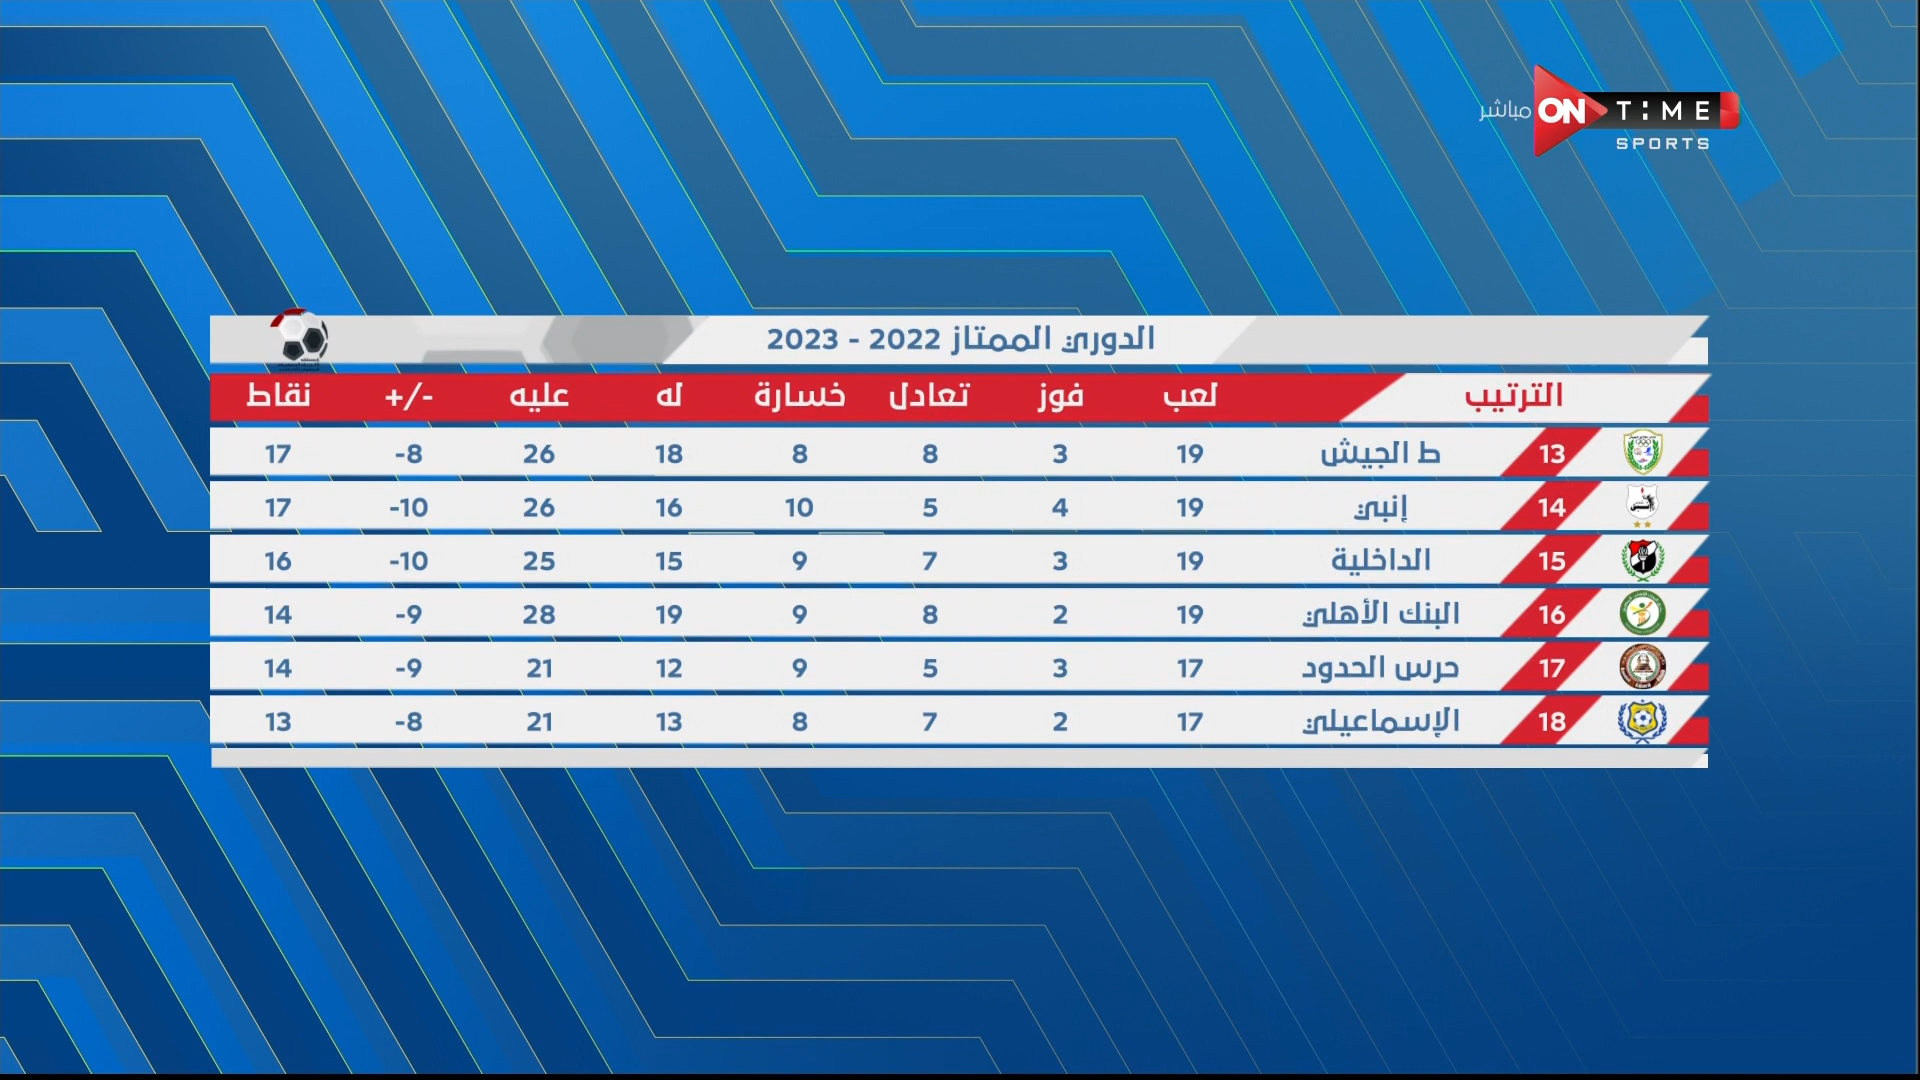 مباشر ON TIME
SPORTS
الدوري الممتاز 2022 - 2023
الترتيب لعب فوز تعادل خسارة له عليه +/- نقاط
13 ط الجيش 19 3 8 8 18 26 -8 17
14 إنبي 19 4 5 10 16 26 -10 17
15 الداخلية 19 3 7 9 15 25 -10 16
16 البنك الأهلي 19 2 8 9 19 28 -9 14
17 حرس الحدود 17 3 5 9 12 21 -9 14
18 الإسماعيلي 17 2 7 8 13 21 -8 13